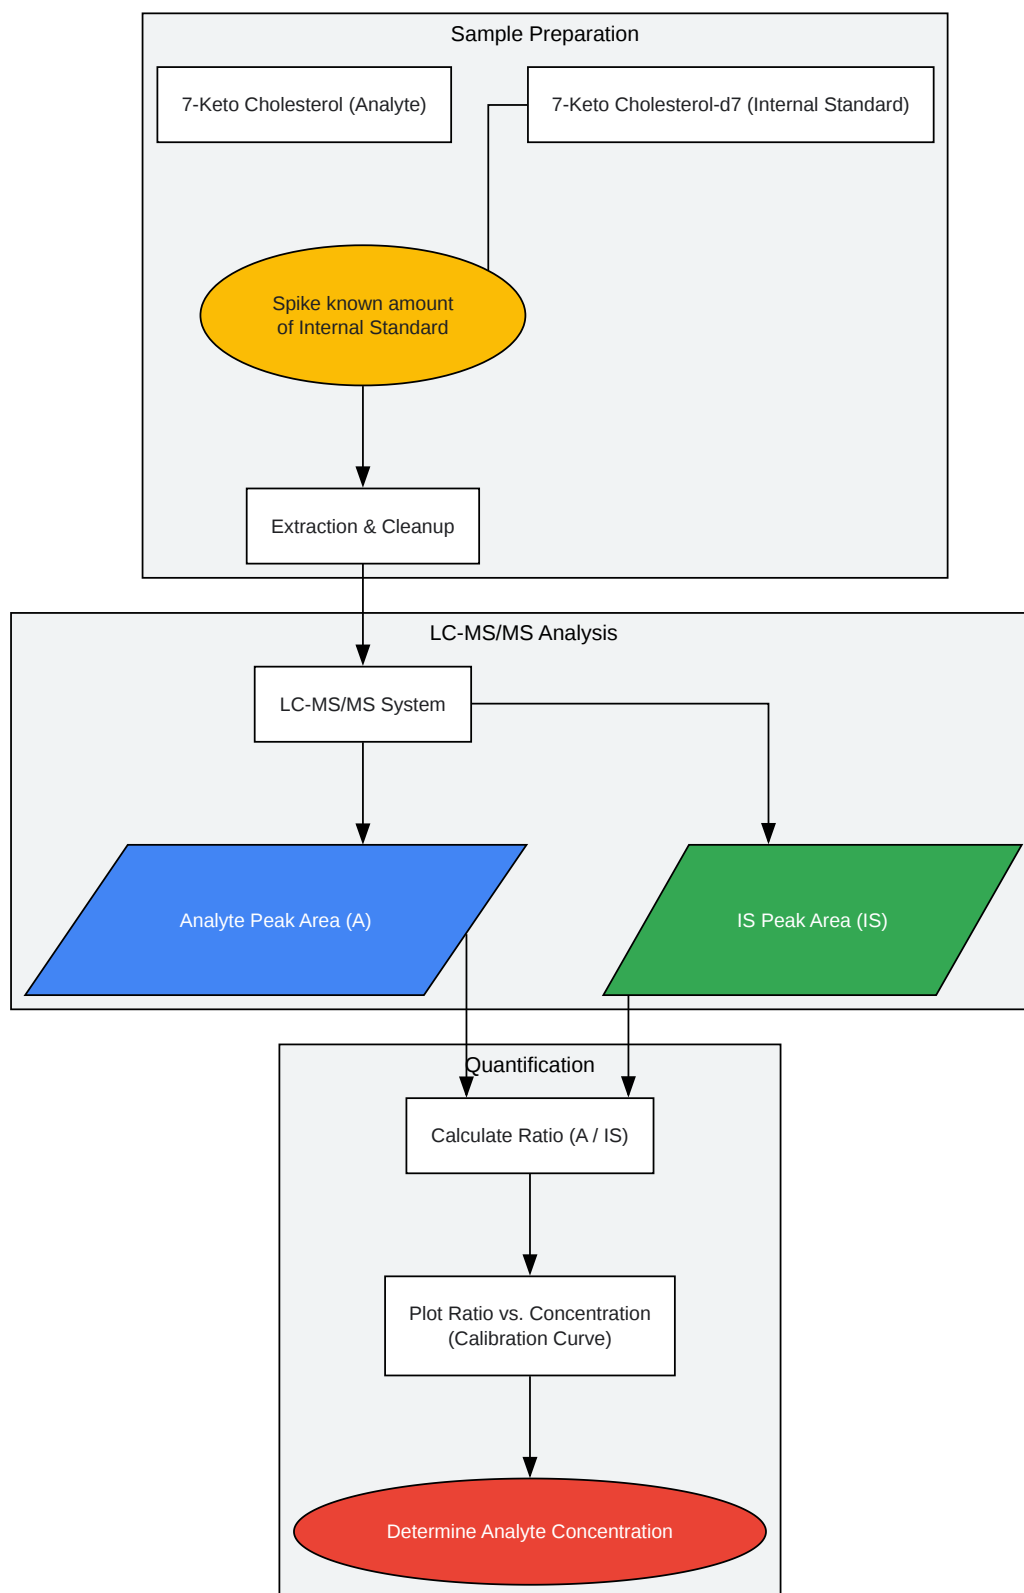 Sample Preparation
7-Keto Cholesterol (Analyte)
7-Keto Cholesterol-d7 (Internal Standard)
Spike known amount
of Internal Standard
Extraction & Cleanup
LC-MS/MS Analysis
LC-MS/MS System
Analyte Peak Area (A)
IS Peak Area (IS)
Quantification
Calculate Ratio (A / IS)
Plot Ratio vs. Concentration
(Calibration Curve)
Determine Analyte Concentration